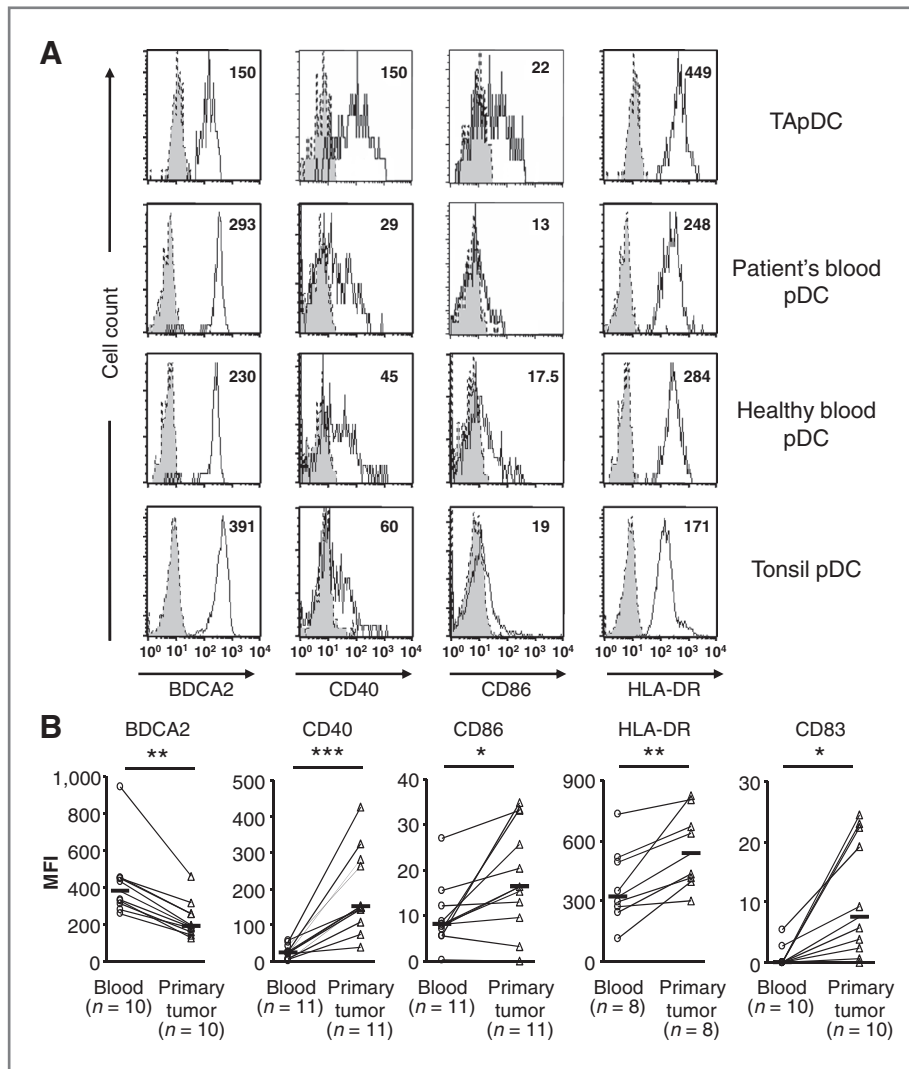 A
Cell count
150
150
22
449
TApDC
293
29
13
248
Patient's blood
pDC
230
45
17.5
284
Healthy blood
pDC
391
60
19
171
Tonsil pDC
10⁰ 10¹ 10² 10³ 10⁴
10⁰ 10¹ 10² 10³ 10⁴
10⁰ 10¹ 10² 10³ 10⁴
10⁰ 10¹ 10² 10³ 10⁴
BDCA2
CD40
CD86
HLA-DR
B
BDCA2
**
MFI
1,000
800
600
400
200
0
Blood
(n = 10)
Primary
tumor
(n = 10)
CD40
***
500
400
300
200
100
0
Blood
(n = 11)
Primary
tumor
(n = 11)
CD86
*
40
30
20
10
0
Blood
(n = 11)
Primary
tumor
(n = 11)
HLA-DR
**
900
600
300
0
Blood
(n = 8)
Primary
tumor
(n = 8)
CD83
*
30
20
10
0
Blood
(n = 10)
Primary
tumor
(n = 10)